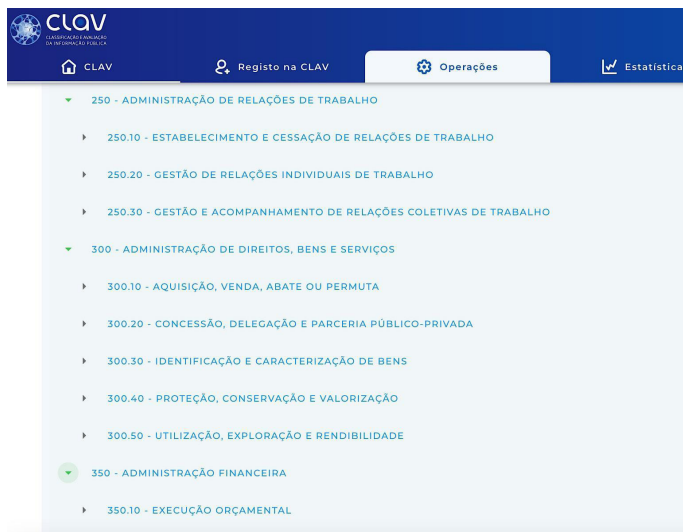 CLAV
CLASSIFICAÇÃO E AVALIAÇÃO
DA INFORMAÇÃO PÚBLICA
CLAV
Registo na CLAV
Operações
Estatística
250 - ADMINISTRAÇÃO DE RELAÇÕES DE TRABALHO
250.10 - ESTABELECIMENTO E CESSAÇÃO DE RELAÇÕES DE TRABALHO
250.20 - GESTÃO DE RELAÇÕES INDIVIDUAIS DE TRABALHO
250.30 - GESTÃO E ACOMPANHAMENTO DE RELAÇÕES COLETIVAS DE TRABALHO
300 - ADMINISTRAÇÃO DE DIREITOS, BENS E SERVIÇOS
300.10 - AQUISIÇÃO, VENDA, ABATE OU PERMUTA
300.20 - CONCESSÃO, DELEGAÇÃO E PARCERIA PÚBLICO-PRIVADA
300.30 - IDENTIFICAÇÃO E CARACTERIZAÇÃO DE BENS
300.40 - PROTEÇÃO, CONSERVAÇÃO E VALORIZAÇÃO
300.50 - UTILIZAÇÃO, EXPLORAÇÃO E RENDIBILIDADE
350 - ADMINISTRAÇÃO FINANCEIRA
350.10 - EXECUÇÃO ORÇAMENTAL